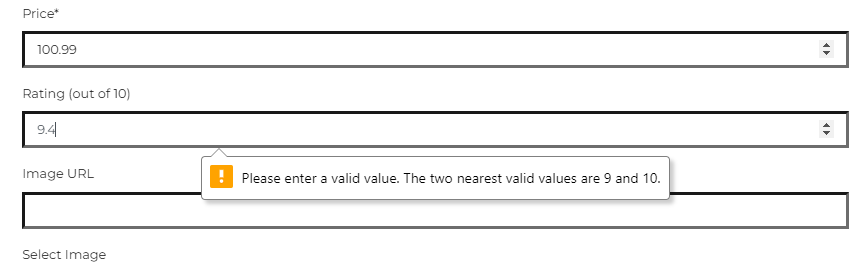 Price*
100.99
Rating (out of 10)
9.4
Please enter a valid value. The two nearest valid values are 9 and 10.
Image URL
Select Image